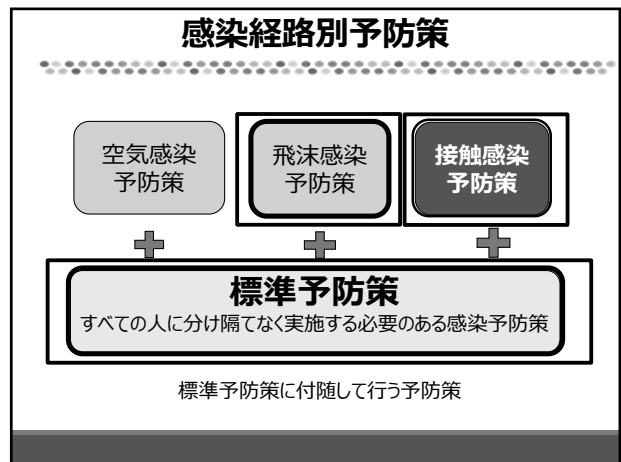 感染経路別予防策
空気感染
予防策
飛沫感染
予防策
接触感染
予防策
標準予防策
すべての人に分け隔てなく実施する必要のある感染予防策
標準予防策に付随して行う予防策